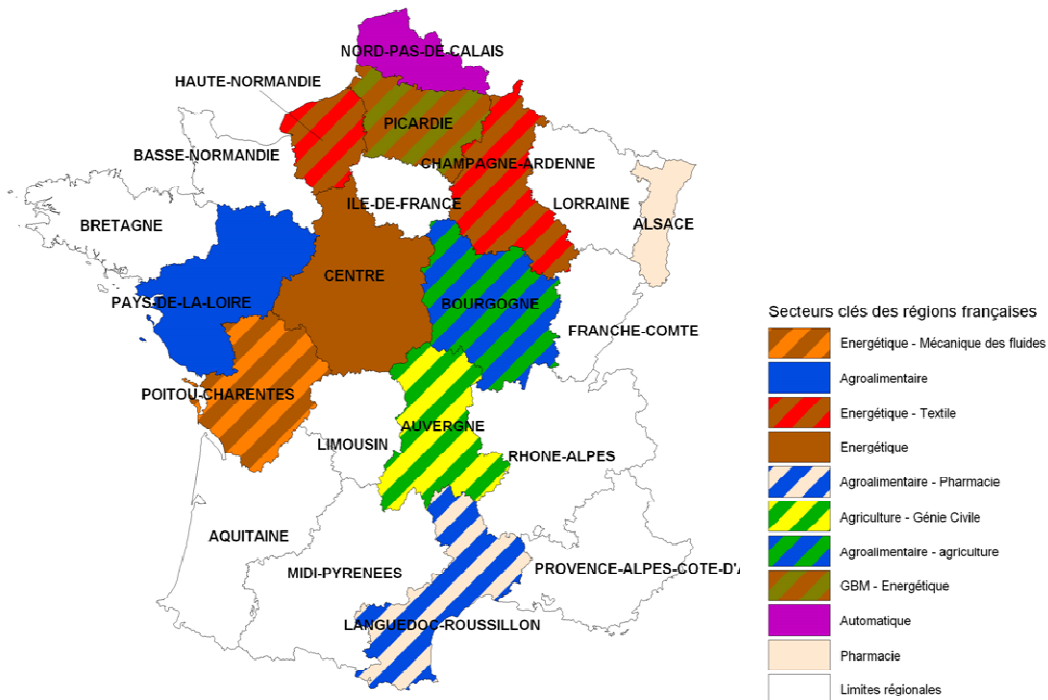 NORD-PAS-DE-CALAIS
HAUTE-NORMANDIE
PICARDIE
BASSE-NORMANDIE
CHAMPAGNE-ARDENNE
ILE-DE-FRANCE
LORRAINE
BRETAGNE
ALSACE
CENTRE
PAYS-DE-LA-LOIRE
BOURGOGNE
FRANCHE-COMTE
POITOU-CHARENTES
AUVERGNE
LIMOUSIN
RHONE-ALPES
AQUITAINE
MIDI-PYRENEES
PROVENCE-ALPES-COTE-D'
LANGUEDOC-ROUSSILLON
Secteurs clés des régions françaises
Energétique - Mécanique des fluides
Agroalimentaire
Energétique - Textile
Energétique
Agroalimentaire - Pharmacie
Agriculture - Génie Civile
Agroalimentaire - agriculture
GBM - Energétique
Automatique
Pharmacie
Limites régionales